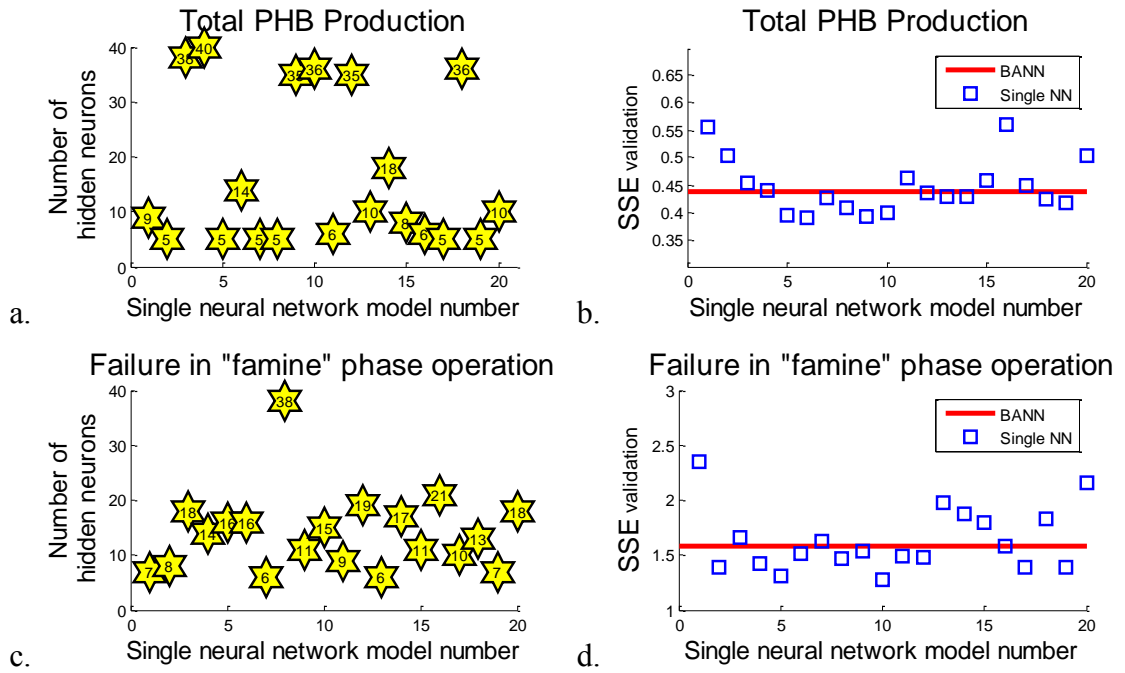 Total PHB Production
Number of
hidden neurons
40
30
20
10
0
9
5
38
40
5
14
5
5
35
36
6
35
10
18
8
6
5
36
5
10
0 5 10 15 20
Single neural network model number
a.
Total PHB Production
SSE validation
0.65
0.6
0.55
0.5
0.45
0.4
0.35
BANN
Single NN
0 5 10 15 20
Single neural network model number
b.
Failure in "famine" phase operation
Number of
hidden neurons
40
30
20
10
0
7
8
18
14
16
16
6
38
11
15
9
19
6
17
11
21
10
13
7
18
0 5 10 15 20
Single neural network model number
c.
Failure in "famine" phase operation
SSE validation
3
2.5
2
1.5
1
BANN
Single NN
0 5 10 15 20
Single neural network model number
d.